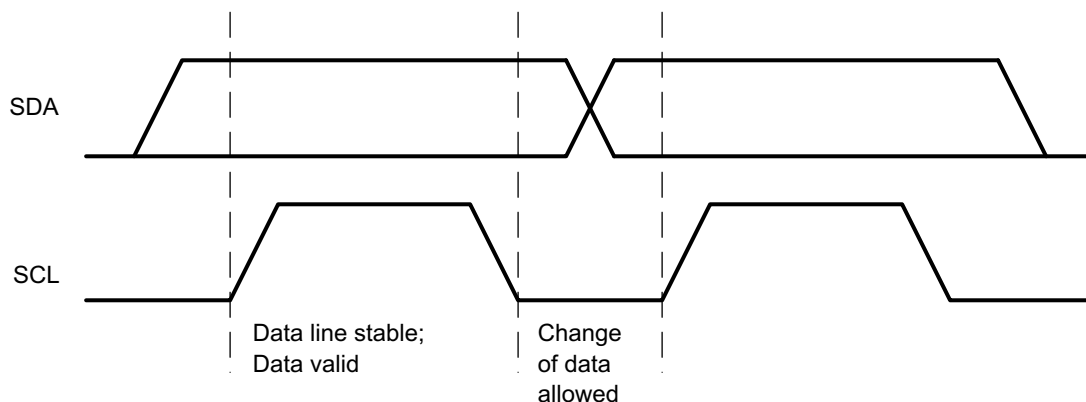 SDA
SCL
Data line stable;
Data valid
Change
of data
allowed